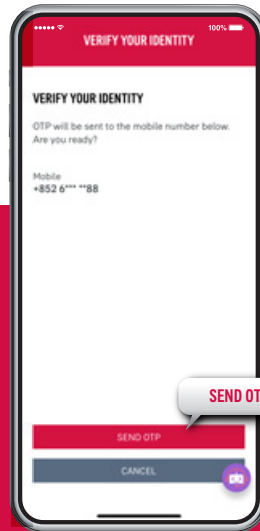 100%
VERIFY YOUR IDENTITY
VERIFY YOUR IDENTITY
OTP will be sent to the mobile number below.
Are you ready?
Mobile
+852 6*** **88
SEND OT
SEND OTP
CANCEL